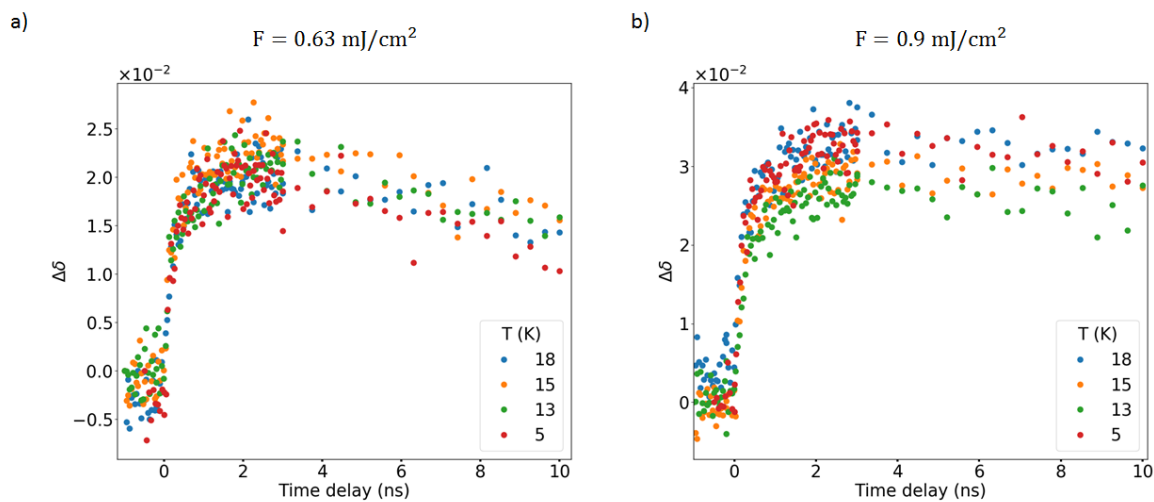 a)
F = 0.63 mJ/cm²
×10⁻²
2.5
2.0
1.5
1.0
0.5
0.0
−0.5
Δδ
T (K)
18
15
13
5
0 2 4 6 8 10
Time delay (ns)
b)
F = 0.9 mJ/cm²
×10⁻²
4
3
2
1
0
Δδ
T (K)
18
15
13
5
0 2 4 6 8 10
Time delay (ns)